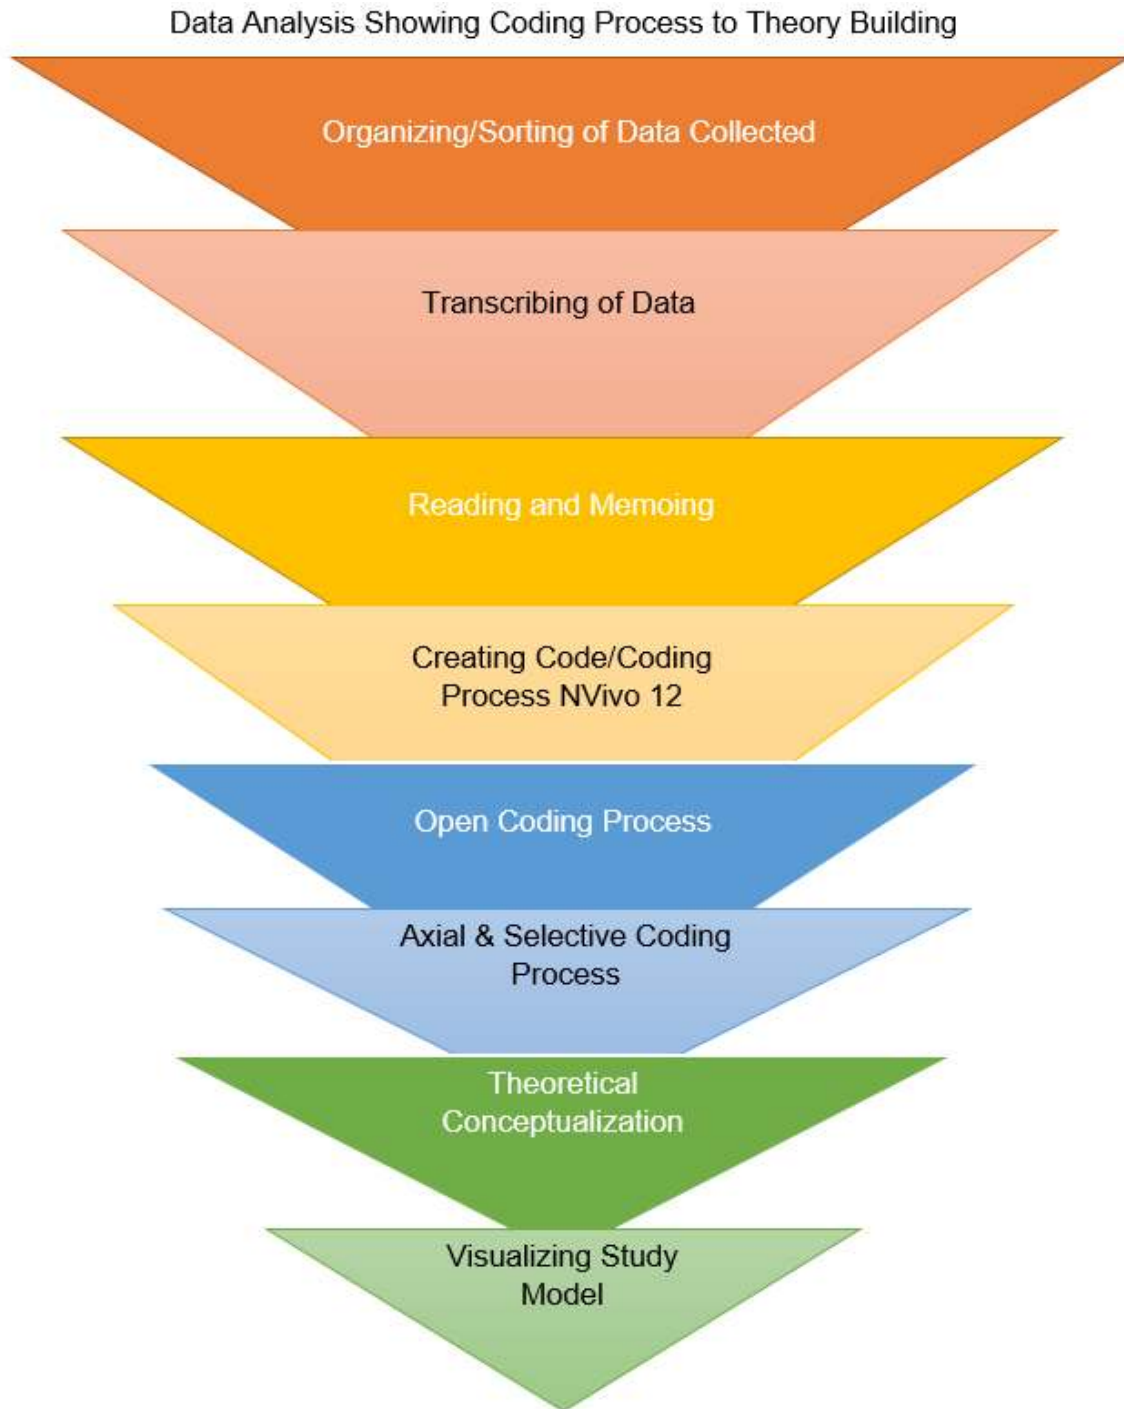 Data Analysis Showing Coding Process to Theory Building
Organizing/Sorting of Data Collected
Transcribing of Data
Reading and Memoing
Creating Code/Coding
Process NVivo 12
Open Coding Process
Axial & Selective Coding
Process
Theoretical
Conceptualization
Visualizing Study
Model